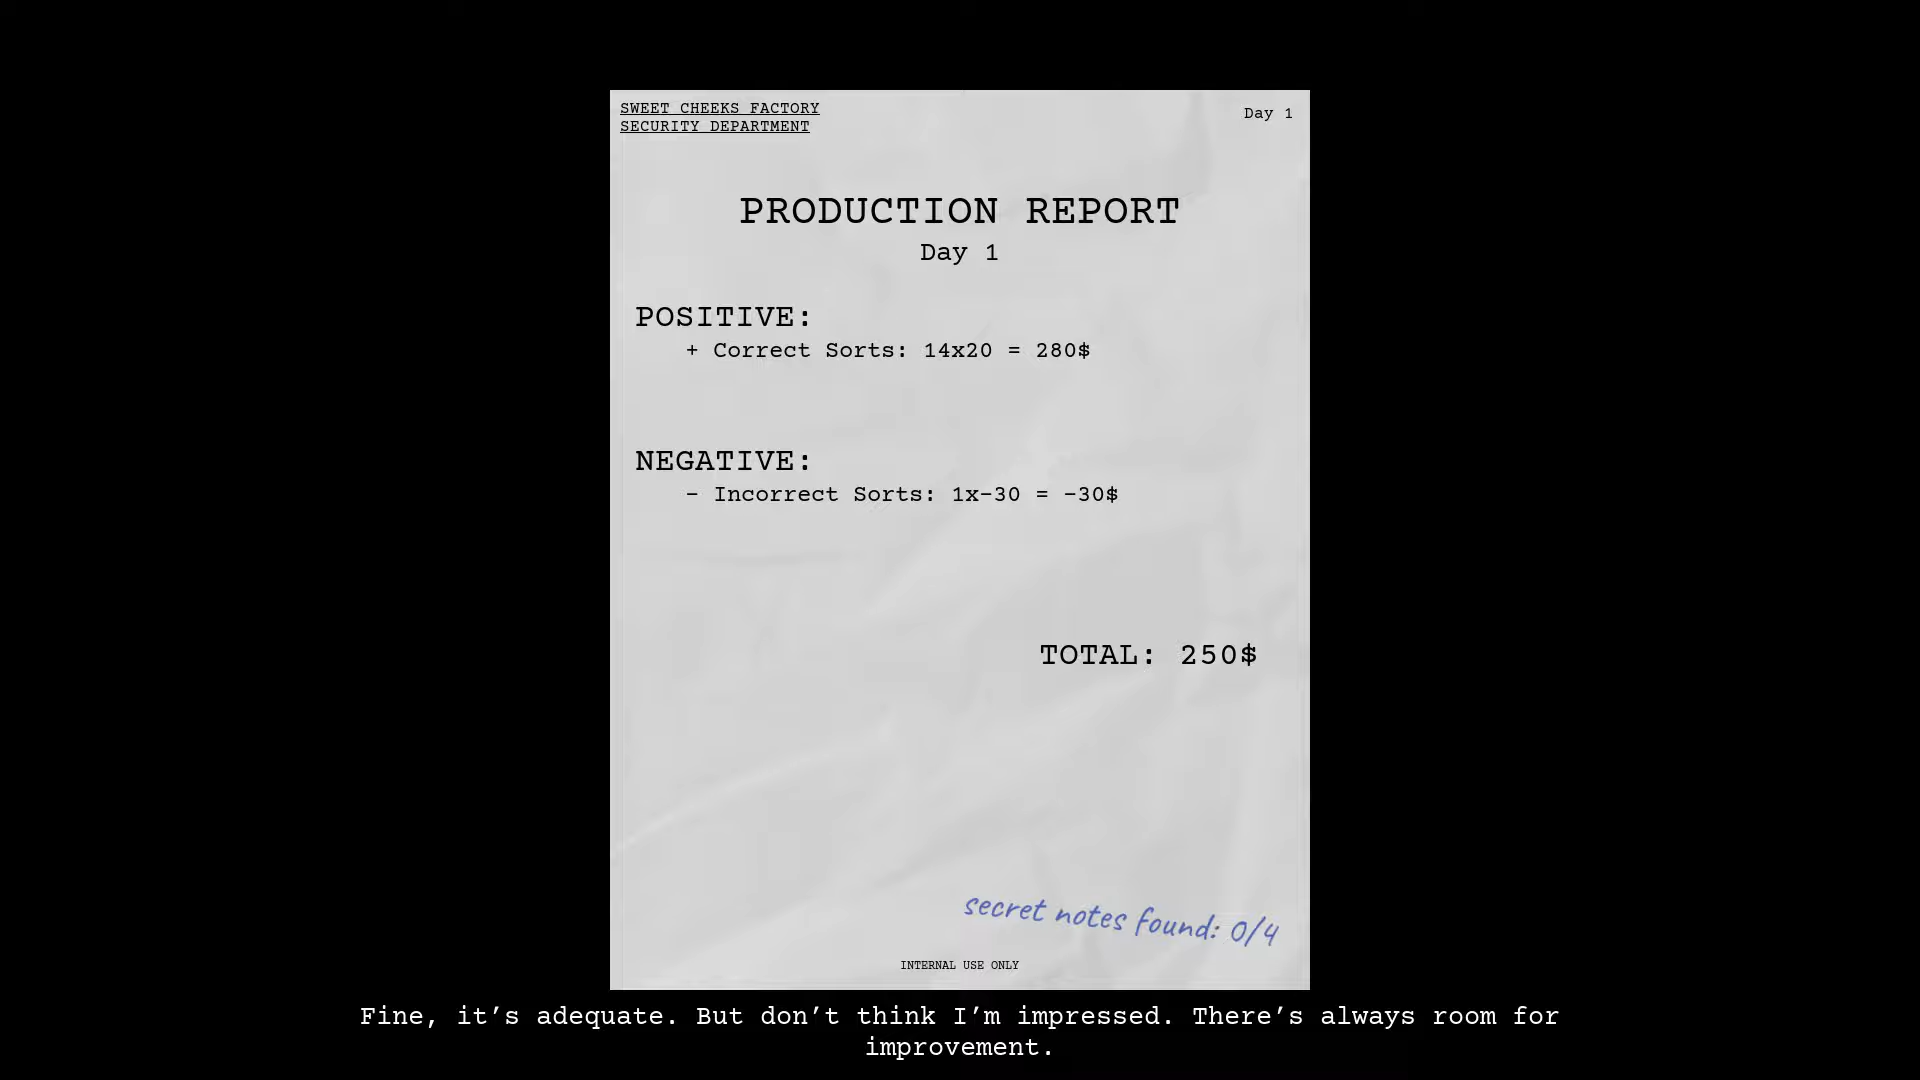 SWEET CHEEKS FACTORY
SECURITY DEPARTMENT
Day 1
PRODUCTION REPORT
Day 1
POSITIVE:
+ Correct Sorts: 14x20 = 280$
NEGATIVE:
- Incorrect Sorts: 1x-30 = -30$
TOTAL: 250$
secret notes found: 0/4
INTERNAL USE ONLY
Fine, it’s adequate. But don’t think I’m impressed. There’s always room for
improvement.